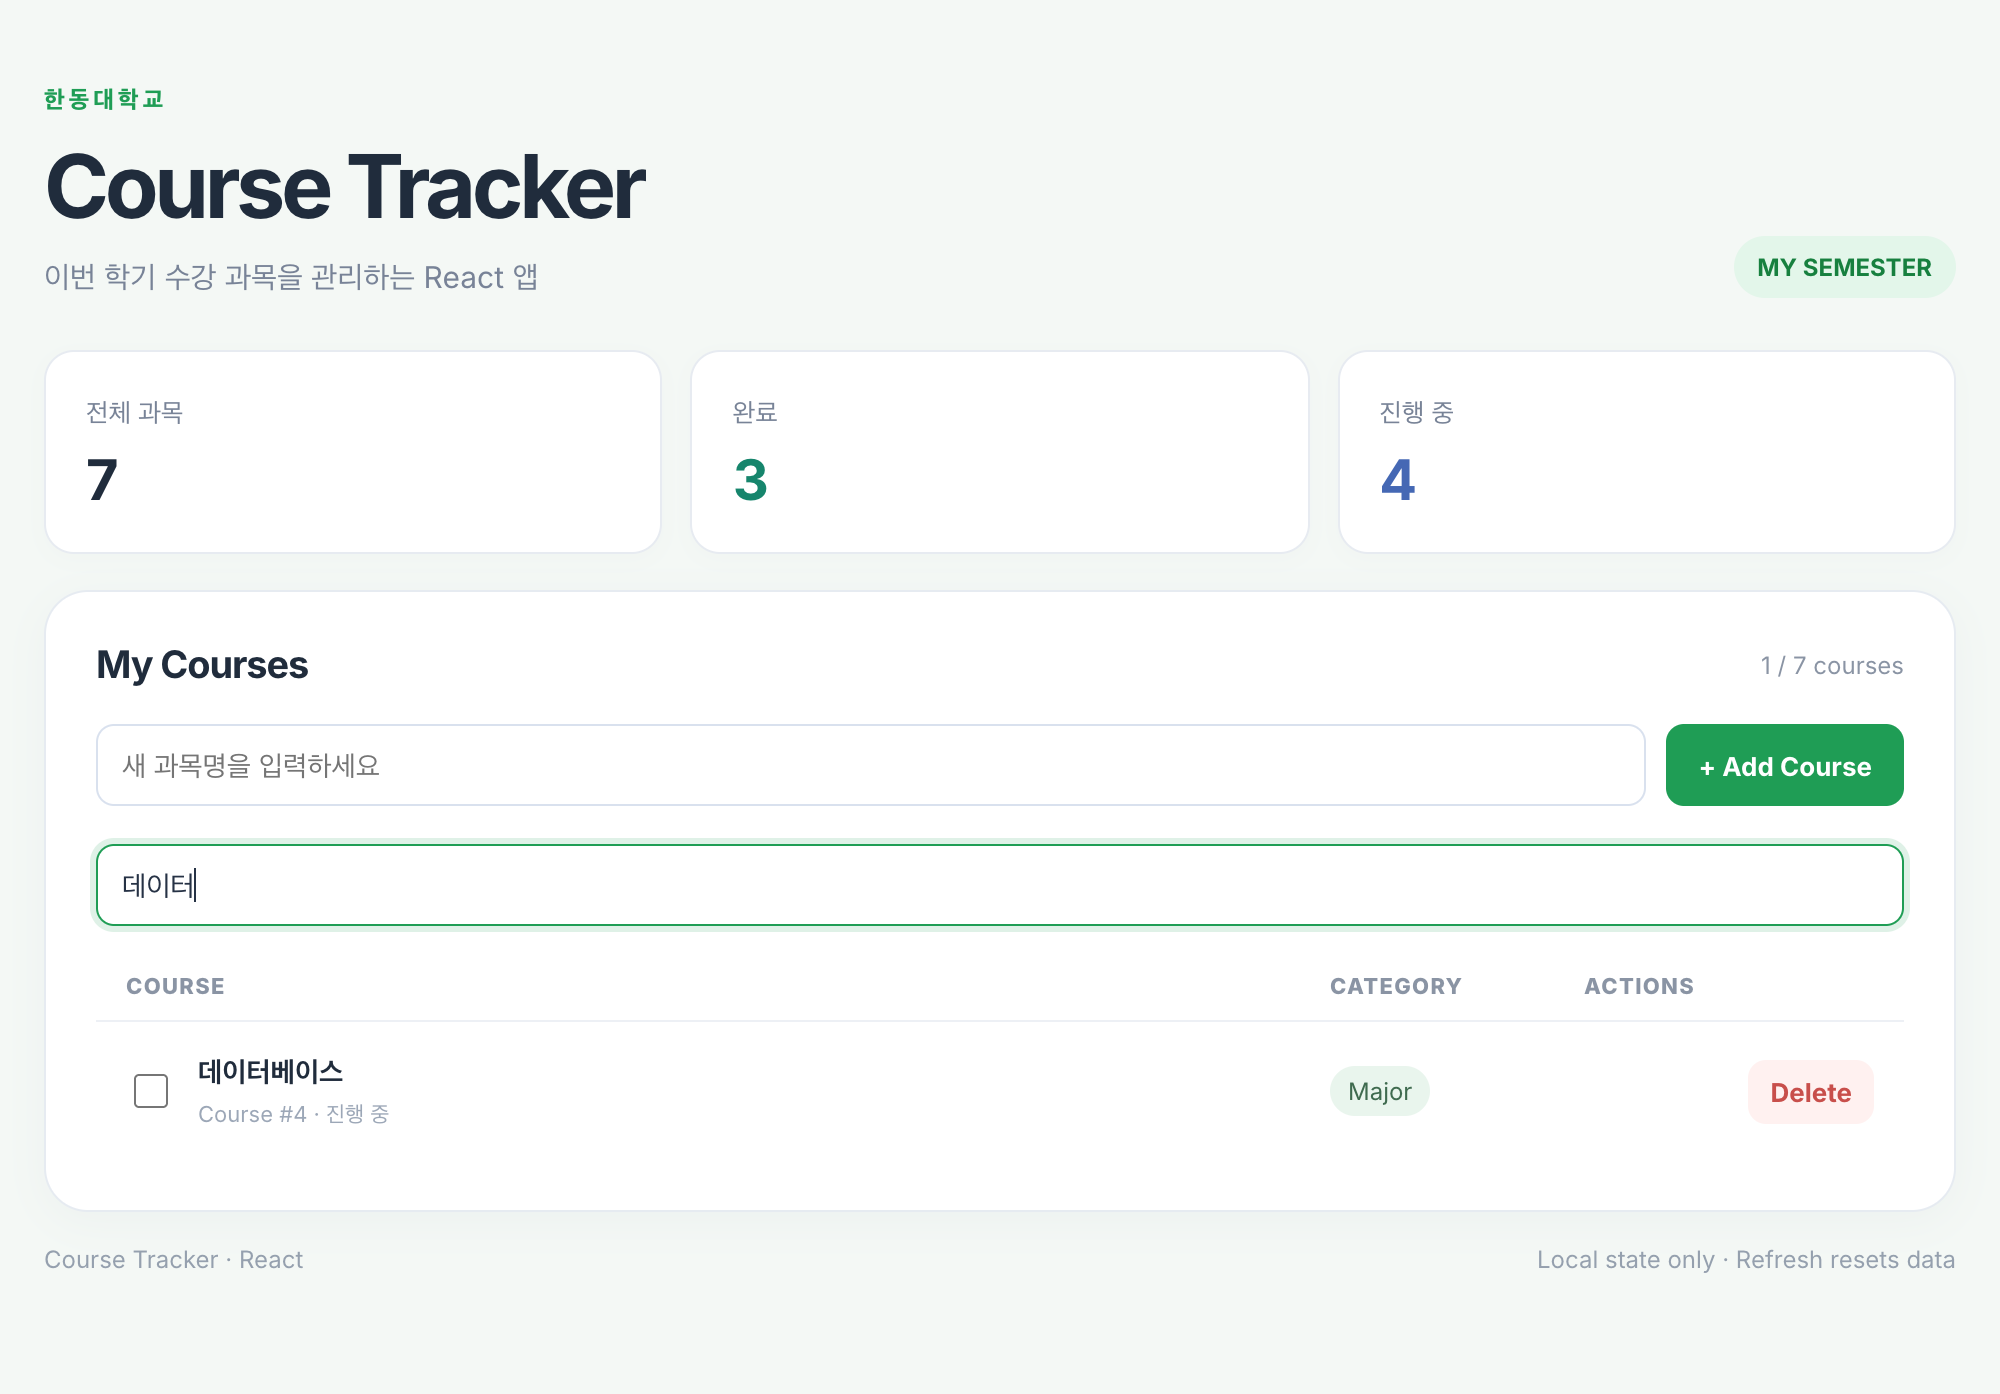 한동대학교
Course Tracker
이번 학기 수강 과목을 관리하는 React 앱
MY SEMESTER
전체 과목
7
완료
3
진행 중
4
My Courses
1 / 7 courses
새 과목명을 입력하세요
+ Add Course
데이터
COURSE CATEGORY ACTIONS
데이터베이스
Course #4 · 진행 중
Major
Delete
Course Tracker · React
Local state only · Refresh resets data